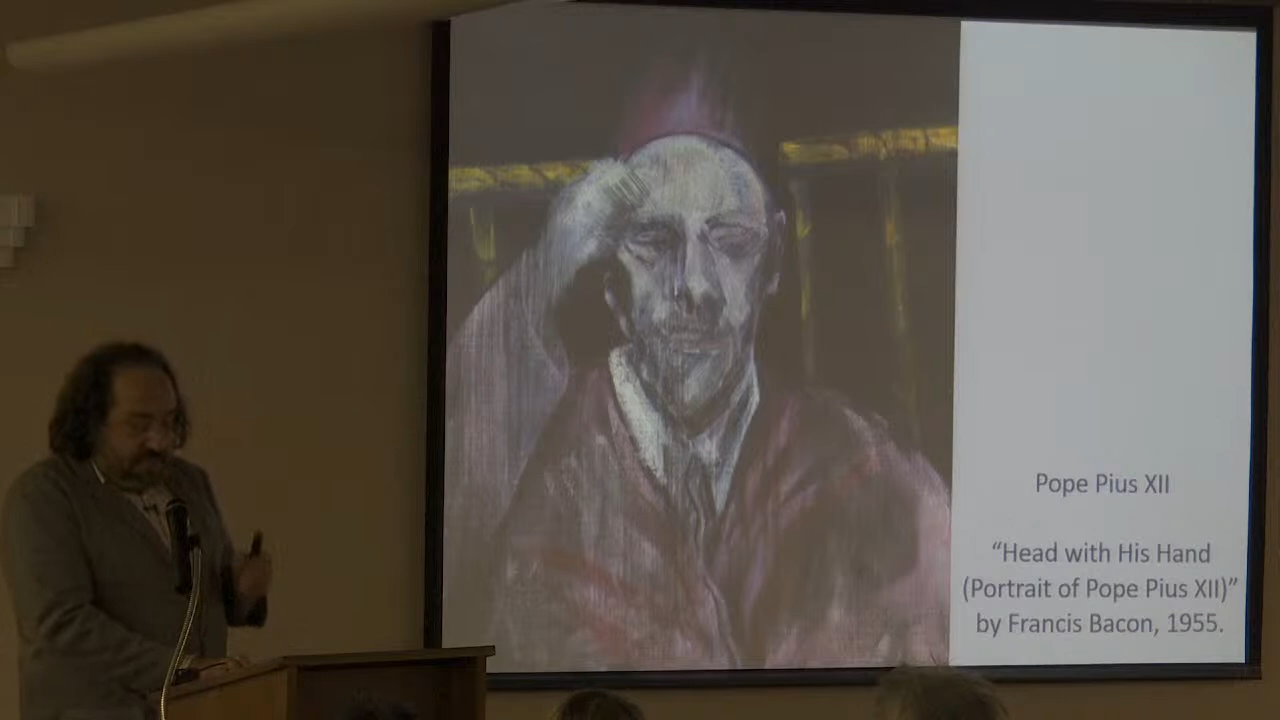 Pope Pius XII
“Head with His Hand
(Portrait of Pope Pius XII)”
by Francis Bacon, 1955.